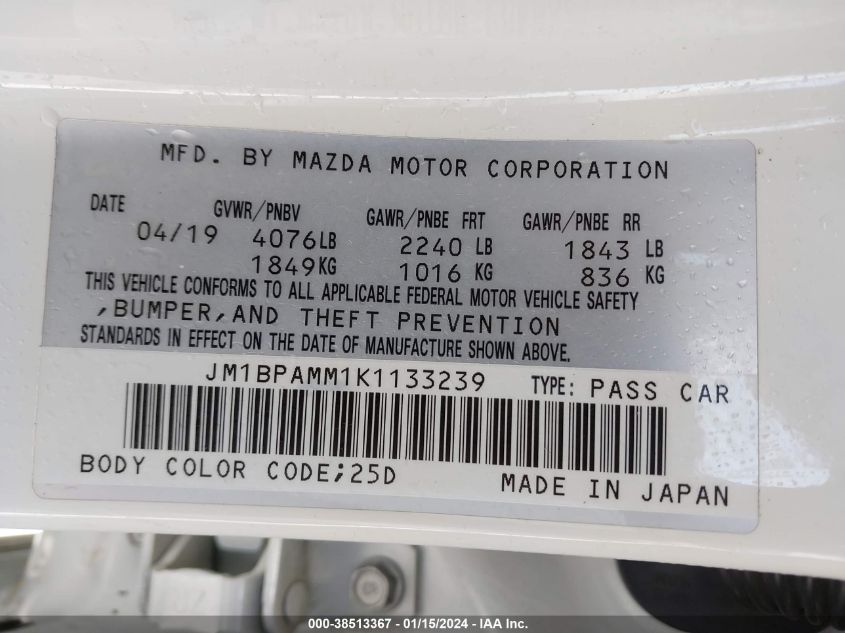 MFD. BY MAZDA MOTOR CORPORATION
DATE GVWR/PNBV GAWR/PNBE FRT GAWR/PNBE RR
04/19 4076LB 2240 LB 1843 LB
1849KG 1016 KG 836 KG
THIS VEHICLE CONFORMS TO ALL APPLICABLE FEDERAL MOTOR VEHICLE SAFETY
,BUMPER,AND THEFT PREVENTION
STANDARDS IN EFFECT ON THE DATE OF MANUFACTURE SHOWN ABOVE.
JM1BPAMM1K1133239 TYPE: PASS CAR
BODY COLOR CODE;25D
MADE IN JAPAN
000-38513367 - 01/15/2024 - IAA Inc.